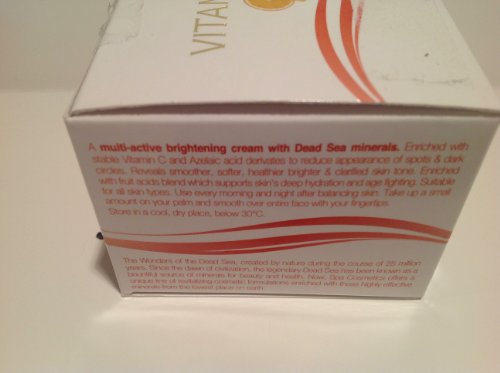 VITAM
A multi-active brightening cream with Dead Sea minerals. Enriched with
stable Vitamin C and Azelaic acid derivates to reduce appearance of spots & dark
circles. Reveals smoother, softer, healthier brighter & clarified skin tone. Enriched
with fruit acids blend which supports skin's deep hydration and age fighting. Suitable
for all skin types. Use every morning and night after balancing skin. Take up a small
amount on your palm and smooth over entire face with your fingertips.
Store in a cool, dry place, below 30°C.
The Wonders of the Dead Sea, created by nature during the course of 25 million
years. Since the dawn of civilization, the legendary Dead Sea has been known as a
bountiful source of minerals for beauty and health. Now, Spa Cosmetics offers a
unique line of revitalizing cosmetic formulations enriched with those highly effective
minerals from the lowest place on earth.